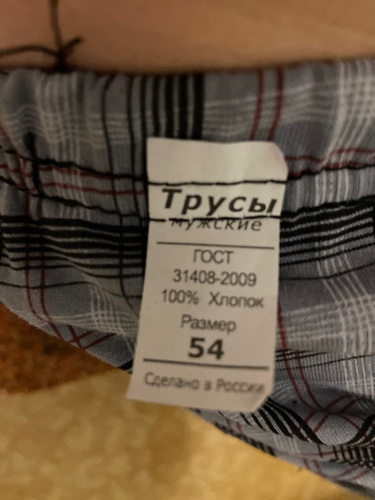 Трусы
мужские
ГОСТ
31408-2009
100% Хлопок
Размер
54
Сделано в России